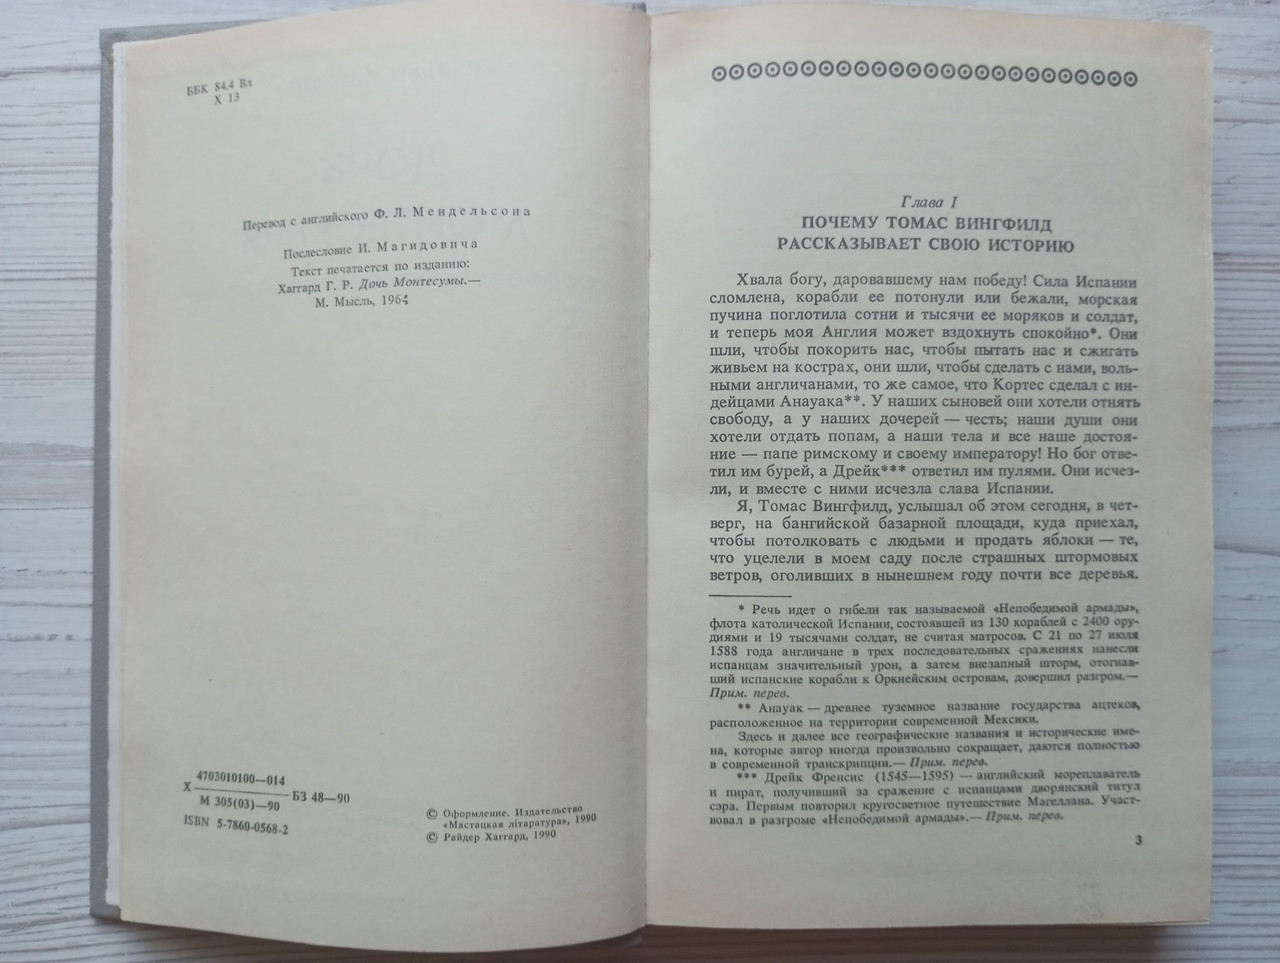 ББК 84.4 Вл
Х 13
Перевод с английского Ф. Л. Мендельсона
Послесловие И. Магидовича
Текст печатается по изданию:
Хаггард Г. Р. Дочь Монтесумы.—
М. Мысль, 1964
4703010100—014
Х
М 305(03)—90
БЗ 48—90
ISBN 5-7860-0568-2
© Оформление. Издательство
«Мастацкая літаратура», 1990
© Райдер Хаггард, 1990
Глава I
ПОЧЕМУ ТОМАС ВИНГФИЛД
РАССКАЗЫВАЕТ СВОЮ ИСТОРИЮ
Хвала богу, даровавшему нам победу! Сила Испании
сломлена, корабли ее потонули или бежали, морская
пучина поглотила сотни и тысячи ее моряков и солдат,
и теперь моя Англия может вздохнуть спокойно*. Они
шли, чтобы покорить нас, чтобы пытать нас и сжигать
живьем на кострах, они шли, чтобы сделать с нами, воль-
ными англичанами, то же самое, что Кортес сделал с ин-
дейцами Анауака**. У наших сыновей они хотели отнять
свободу, а у наших дочерей — честь; наши души они
хотели отдать попам, а наши тела и все наше достоя-
ние — папе римскому и своему императору! Но бог отве-
тил им бурей, а Дрейк*** ответил им пулями. Они исчез-
ли, и вместе с ними исчезла слава Испании.
Я, Томас Вингфилд, услышал об этом сегодня, в чет-
верг, на бангийской базарной площади, куда приехал,
чтобы потолковать с людьми и продать яблоки — те,
что уцелели в моем саду после страшных штормовых
ветров, оголивших в нынешнем году почти все деревья.
* Речь идет о гибели так называемой «Непобедимой армады»,
флота католической Испании, состоявшей из 130 кораблей с 2400 ору-
диями и 19 тысячами солдат, не считая матросов. С 21 по 27 июля
1588 года англичане в трех последовательных сражениях нанесли
испанцам значительный урон, а затем внезапный шторм, отогнав-
ший испанские корабли к Оркнейским островам, довершил разгром.—
Прим. перев.
** Анауак — древнее туземное название государства ацтеков,
расположенное на территории современной Мексики.
Здесь и далее все географические названия и исторические име-
на, которые автор иногда произвольно сокращает, даются полностью
в современной транскрипции.— Прим. перев.
*** Дрейк Френсис (1545—1595) — английский мореплаватель
и пират, получивший за сражение с испанцами дворянский титул
сэра. Первым повторил кругосветное путешествие Магеллана. Участ-
вовал в разгроме «Непобедимой армады».— Прим. перев.
3